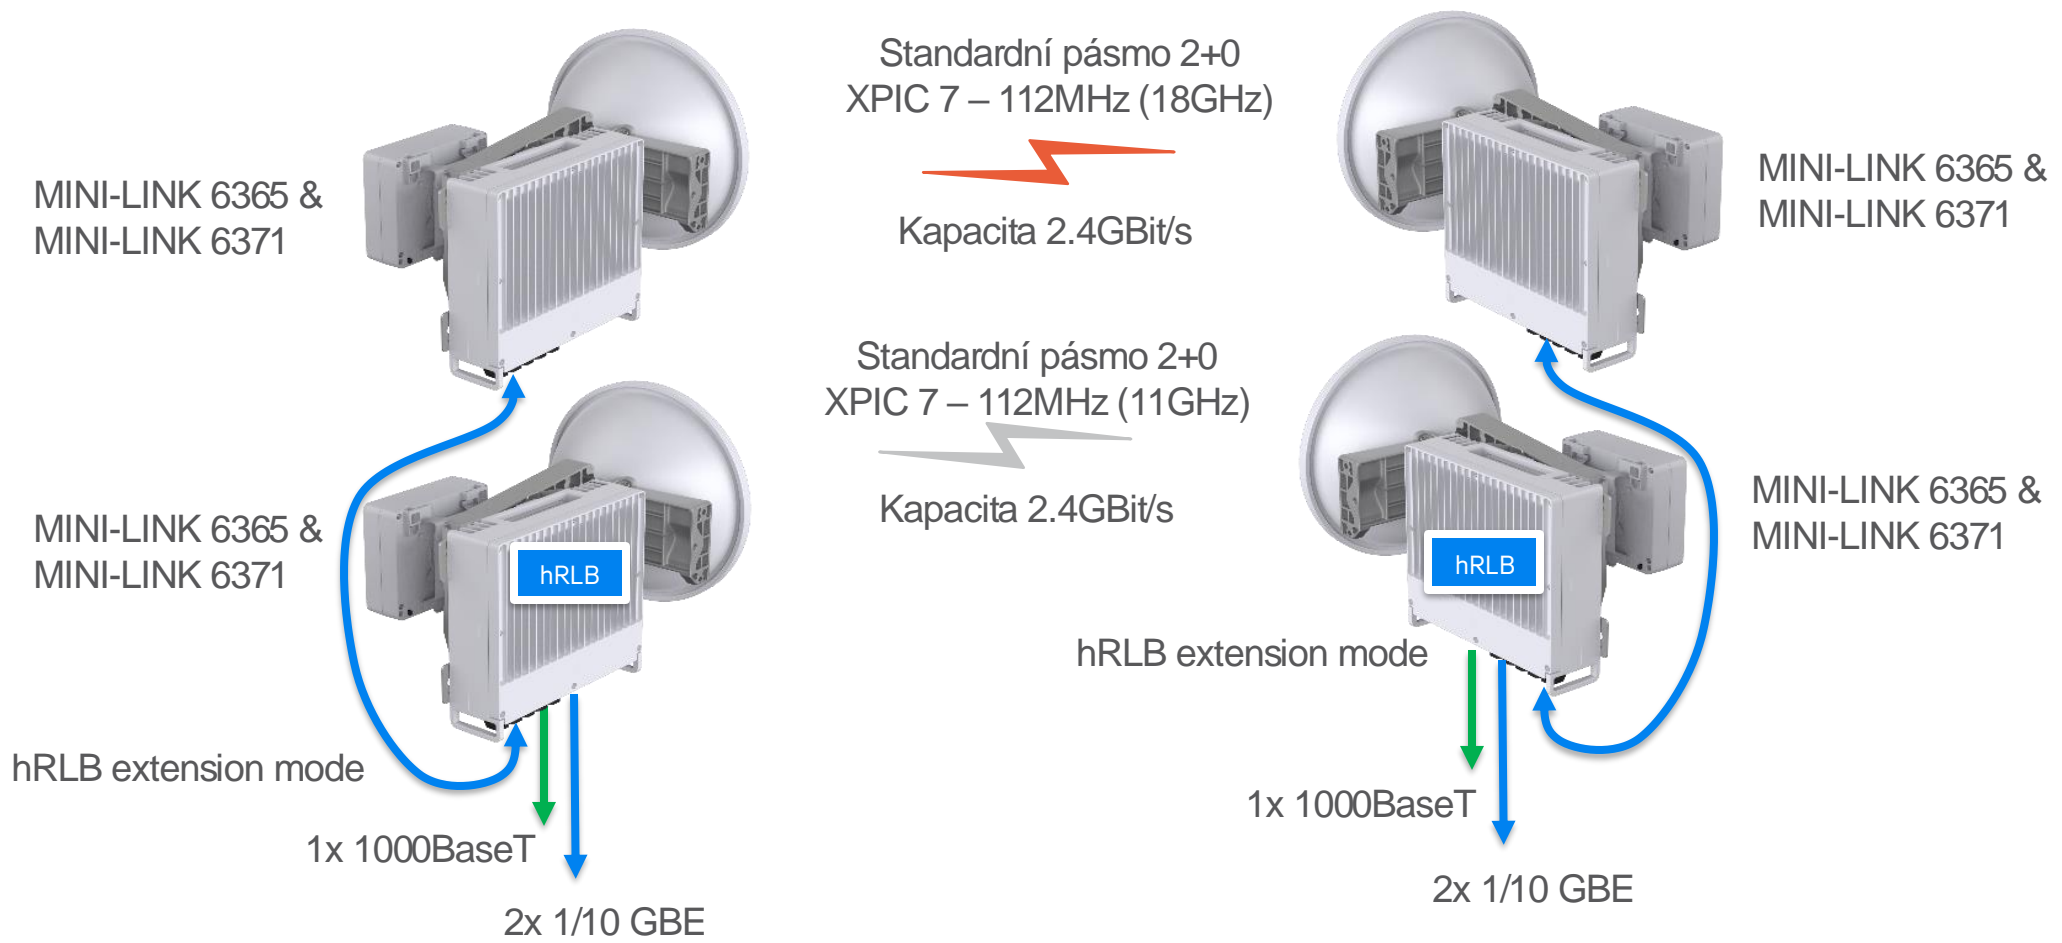 Standardní pásmo 2+0
XPIC 7 – 112MHz (18GHz)
Kapacita 2.4GBit/s
MINI-LINK 6365 &
MINI-LINK 6371
MINI-LINK 6365 &
MINI-LINK 6371
Standardní pásmo 2+0
XPIC 7 – 112MHz (11GHz)
Kapacita 2.4GBit/s
MINI-LINK 6365 &
MINI-LINK 6371
hRLB
MINI-LINK 6365 &
MINI-LINK 6371
hRLB
hRLB extension mode
1x 1000BaseT
2x 1/10 GBE
hRLB extension mode
1x 1000BaseT
2x 1/10 GBE